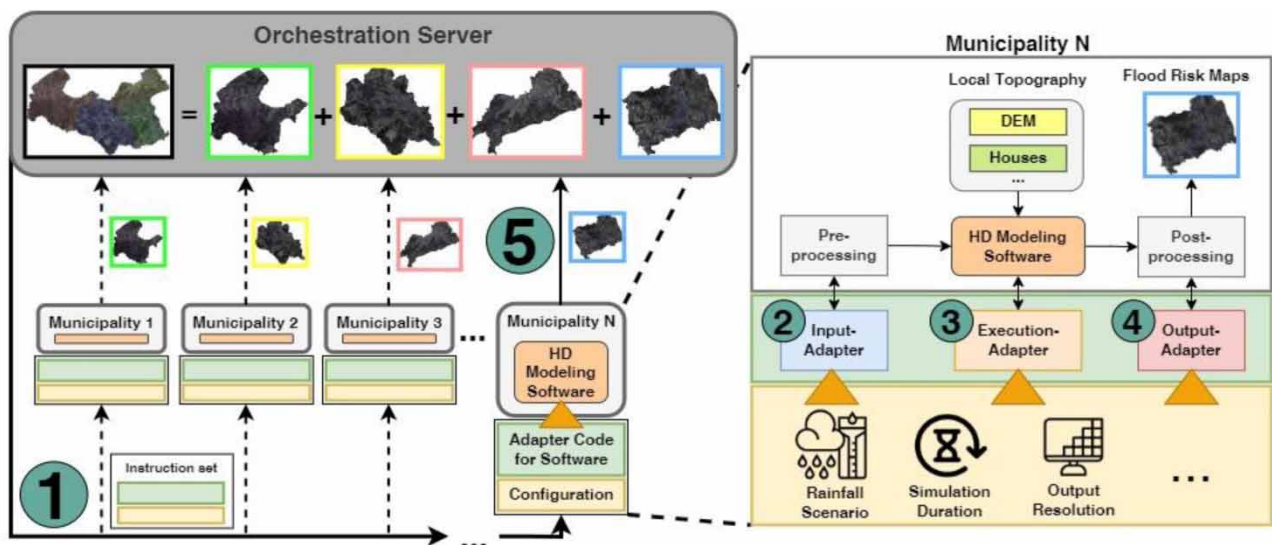 Orchestration Server
=
+
+
+
5
Municipality 1
Municipality 2
Municipality 3
...
Municipality N
HD
Modeling
Software
Adapter Code
for Software
Configuration
1
Instruction set
...
Municipality N
Local Topography
DEM
Houses
...
Flood Risk Maps
Pre-
processing
HD Modeling
Software
Post-
processing
2
Input-
Adapter
3
Execution-
Adapter
4
Output-
Adapter
Rainfall
Scenario
Simulation
Duration
Output
Resolution
...